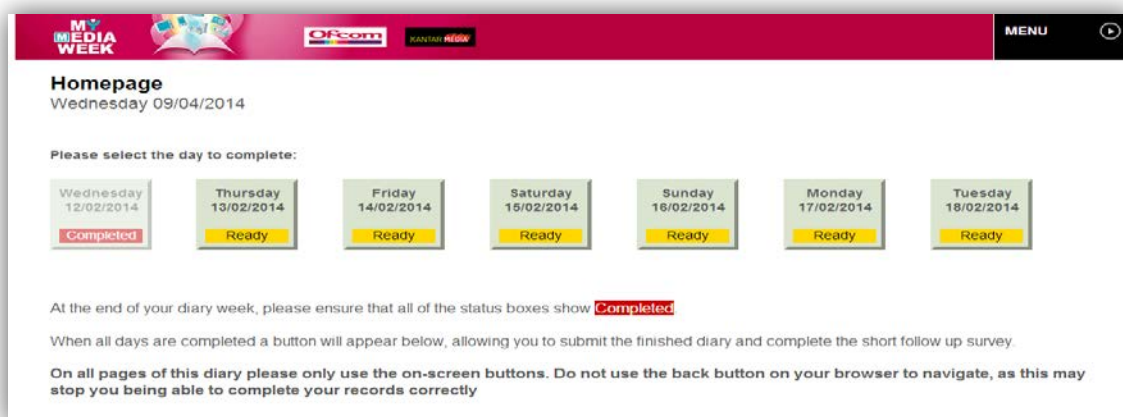 MY
MEDIA
WEEK
Ofcom
KANTAR MEDIA
MENU
Homepage
Wednesday 09/04/2014
Please select the day to complete:
Wednesday
12/02/2014
Completed
Thursday
13/02/2014
Ready
Friday
14/02/2014
Ready
Saturday
15/02/2014
Ready
Sunday
16/02/2014
Ready
Monday
17/02/2014
Ready
Tuesday
18/02/2014
Ready
At the end of your diary week, please ensure that all of the status boxes show Completed
When all days are completed a button will appear below, allowing you to submit the finished diary and complete the short follow up survey.
On all pages of this diary please only use the on-screen buttons. Do not use the back button on your browser to navigate, as this may
stop you being able to complete your records correctly